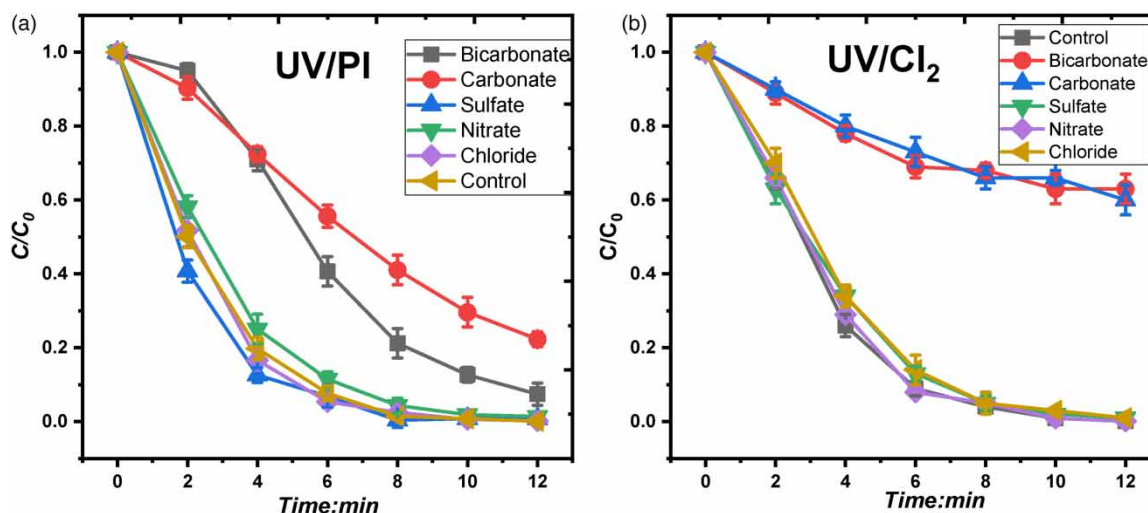 (a)
UV/PI
Bicarbonate
Carbonate
Sulfate
Nitrate
Chloride
Control
C/C0
1.0
0.8
0.6
0.4
0.2
0.0
0 2 4 6 8 10 12
Time:min
(b)
UV/Cl2
Control
Bicarbonate
Carbonate
Sulfate
Nitrate
Chloride
C/C0
1.0
0.8
0.6
0.4
0.2
0.0
0 2 4 6 8 10 12
Time:min